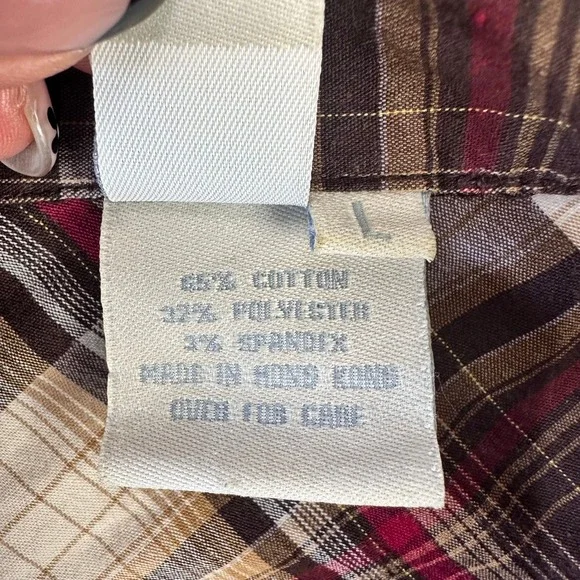 L
65% COTTON
32% POLYESTER
3% SPANDEX
MADE IN HONG KONG
OVER FOR CARE